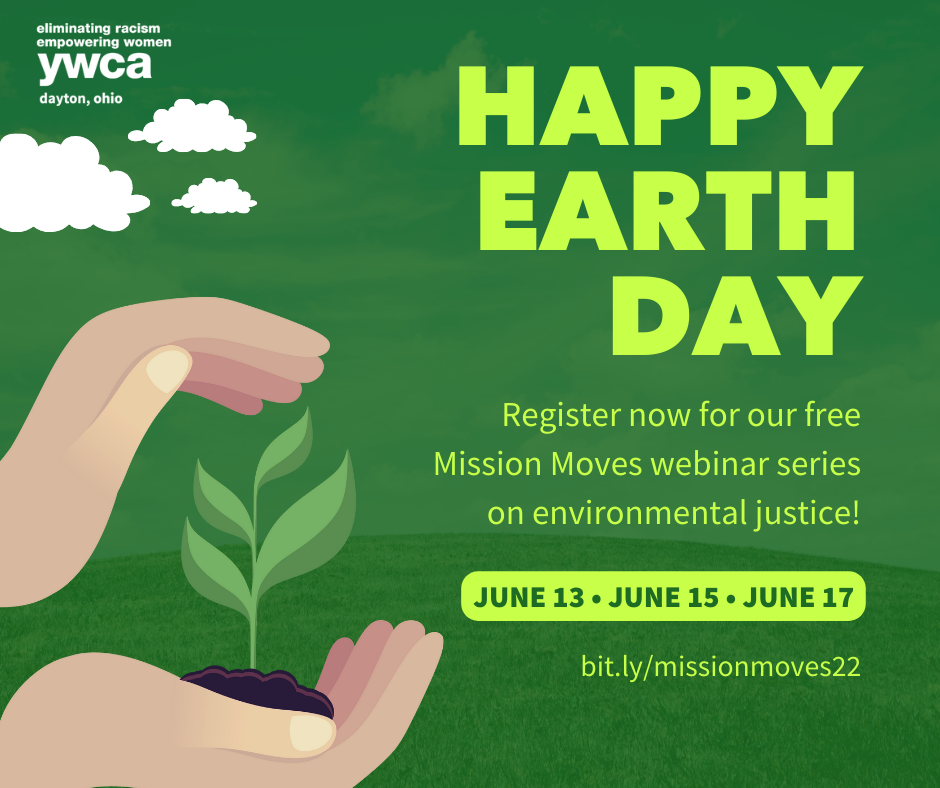 eliminating racism
empowering women
ywca
dayton, ohio
HAPPY
EARTH
DAY
Register now for our free
Mission Moves webinar series
on environmental justice!
JUNE 13 • JUNE 15 • JUNE 17
bit.ly/missionmoves22